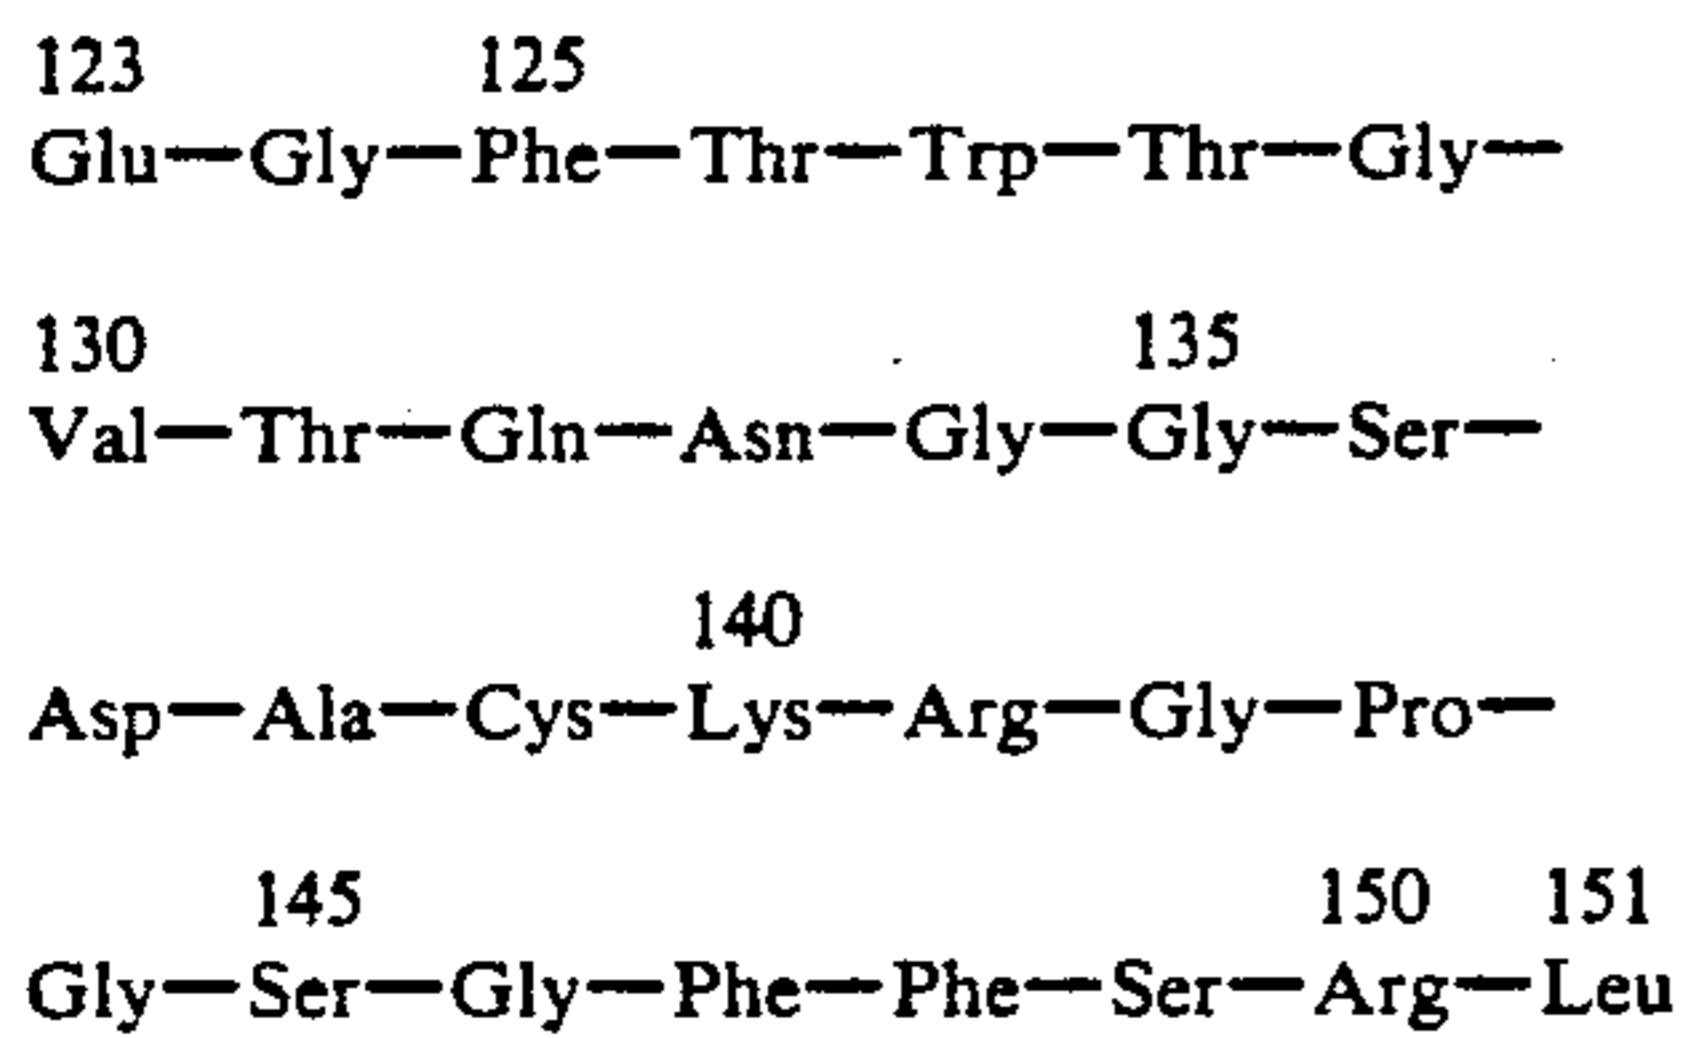 123 125
Glu—Gly—Phe—Thr—Trp—Thr—Gly—
130 135
Val—Thr—Gln—Asn—Gly—Gly—Ser—
140
Asp—Ala—Cys—Lys—Arg—Gly—Pro—
145 150 151
Gly—Ser—Gly—Phe—Phe—Ser—Arg—Leu